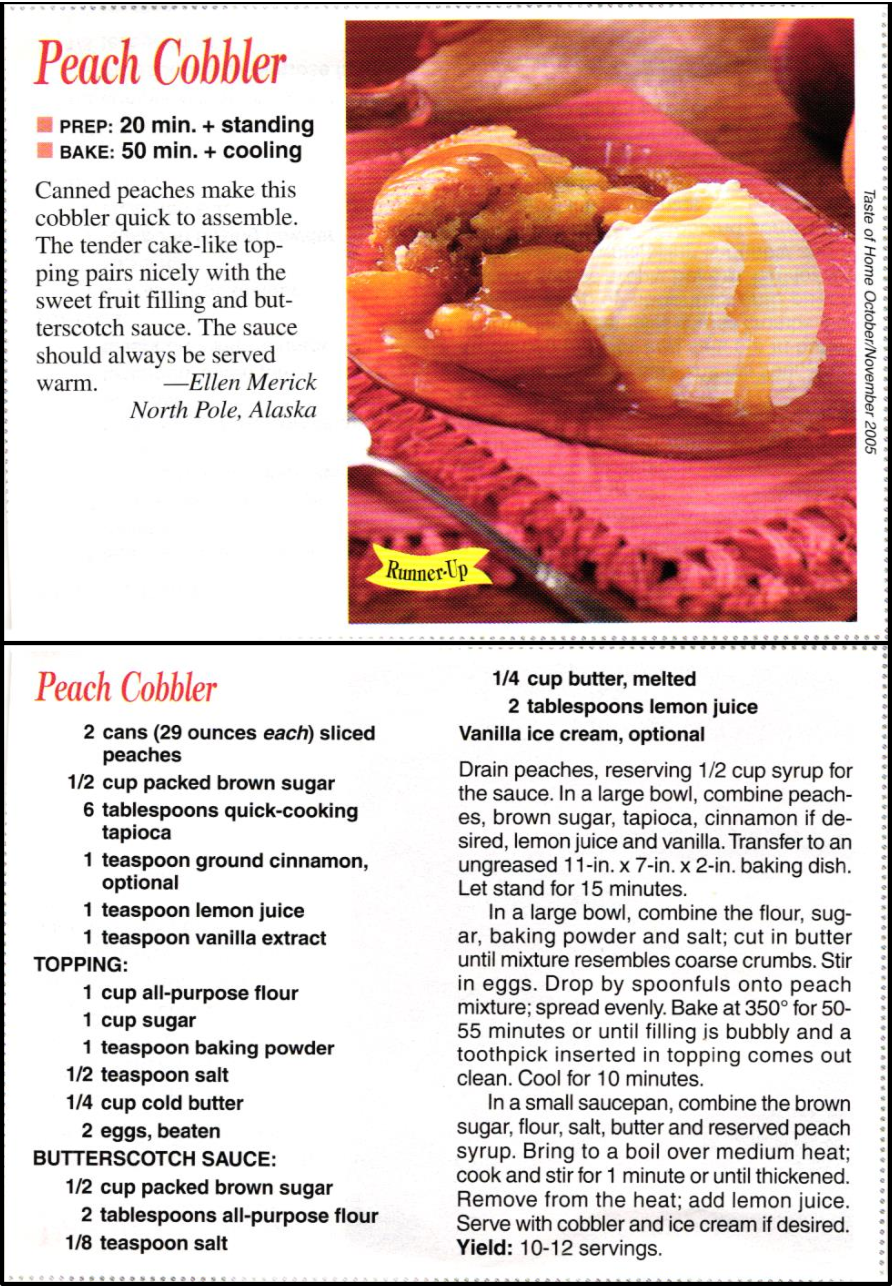 Peach Cobbler
PREP: 20 min. + standing
BAKE: 50 min. + cooling
Canned peaches make this
cobbler quick to assemble.
The tender cake-like top-
ping pairs nicely with the
sweet fruit filling and but-
terscotch sauce. The sauce
should always be served
warm. —Ellen Merick
North Pole, Alaska
Runner-Up
Taste of Home October/November 2005
Peach Cobbler
2 cans (29 ounces each) sliced
peaches
1/2 cup packed brown sugar
6 tablespoons quick-cooking
tapioca
1 teaspoon ground cinnamon,
optional
1 teaspoon lemon juice
1 teaspoon vanilla extract
TOPPING:
1 cup all-purpose flour
1 cup sugar
1 teaspoon baking powder
1/2 teaspoon salt
1/4 cup cold butter
2 eggs, beaten
BUTTERSCOTCH SAUCE:
1/2 cup packed brown sugar
2 tablespoons all-purpose flour
1/8 teaspoon salt
1/4 cup butter, melted
2 tablespoons lemon juice
Vanilla ice cream, optional
Drain peaches, reserving 1/2 cup syrup for
the sauce. In a large bowl, combine peach-
es, brown sugar, tapioca, cinnamon if de-
sired, lemon juice and vanilla. Transfer to an
ungreased 11-in. x 7-in. x 2-in. baking dish.
Let stand for 15 minutes.
In a large bowl, combine the flour, sug-
ar, baking powder and salt; cut in butter
until mixture resembles coarse crumbs. Stir
in eggs. Drop by spoonfuls onto peach
mixture; spread evenly. Bake at 350° for 50-
55 minutes or until filling is bubbly and a
toothpick inserted in topping comes out
clean. Cool for 10 minutes.
In a small saucepan, combine the brown
sugar, flour, salt, butter and reserved peach
syrup. Bring to a boil over medium heat;
cook and stir for 1 minute or until thickened.
Remove from the heat; add lemon juice.
Serve with cobbler and ice cream if desired.
Yield: 10-12 servings.